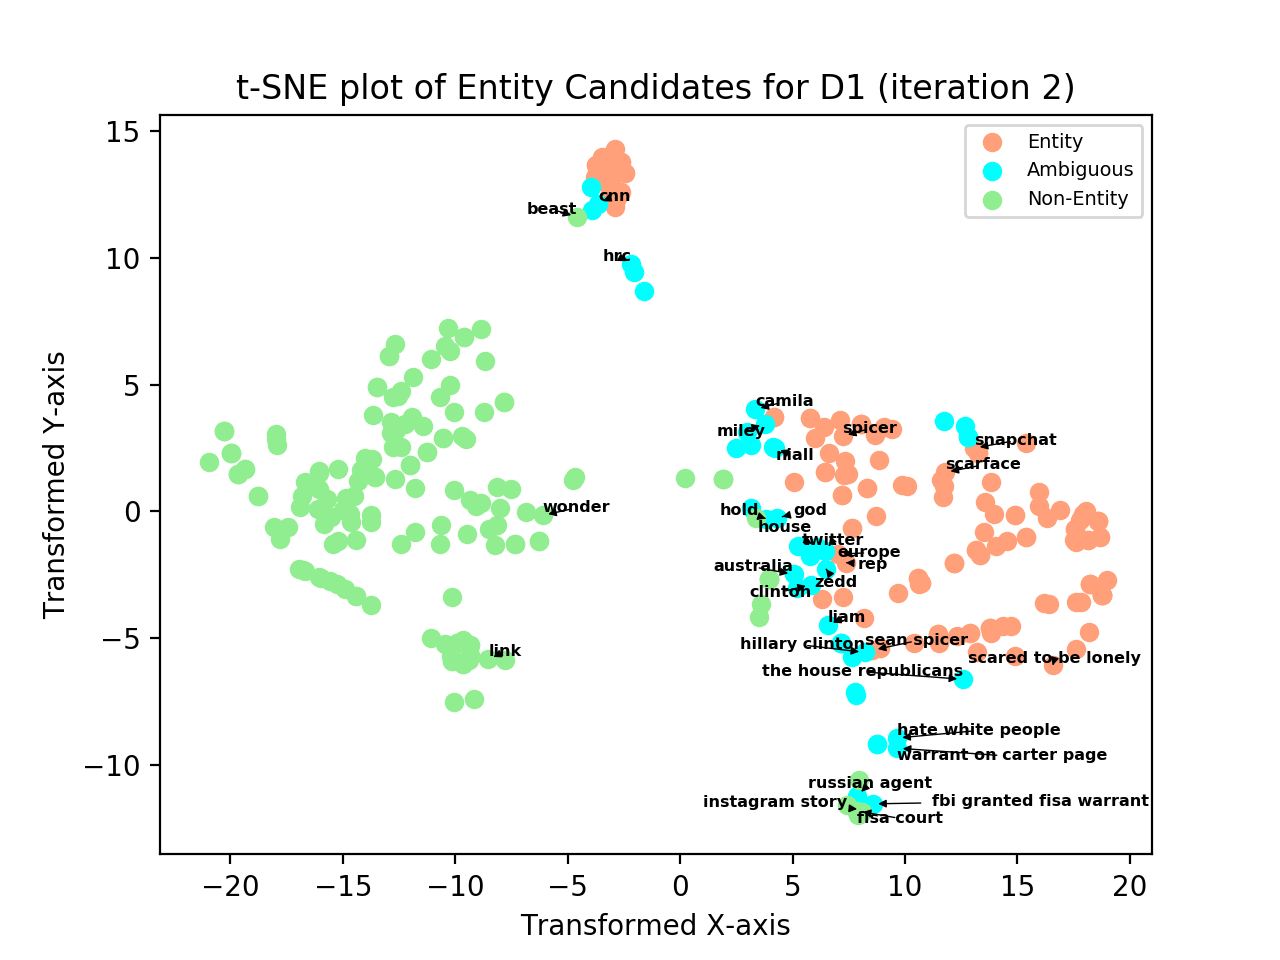 t-SNE plot of Entity Candidates for D1 (iteration 2)
Entity
Ambiguous
Non-Entity
15
10
5
0
−5
−10
Transformed Y-axis
cnn
beast
hrc
camila
miley
spicer
niall
snapchat
scarface
wonder
hold
god
house
twitter
europe
rep
australia
zedd
clinton
liam
hillary clinton
sean spicer
link
scared to be lonely
the house republicans
hate white people
warrant on carter page
russian agent
instagram story
fbi granted fisa warrant
fisa court
−20
−15
−10
−5
0
5
10
15
20
Transformed X-axis